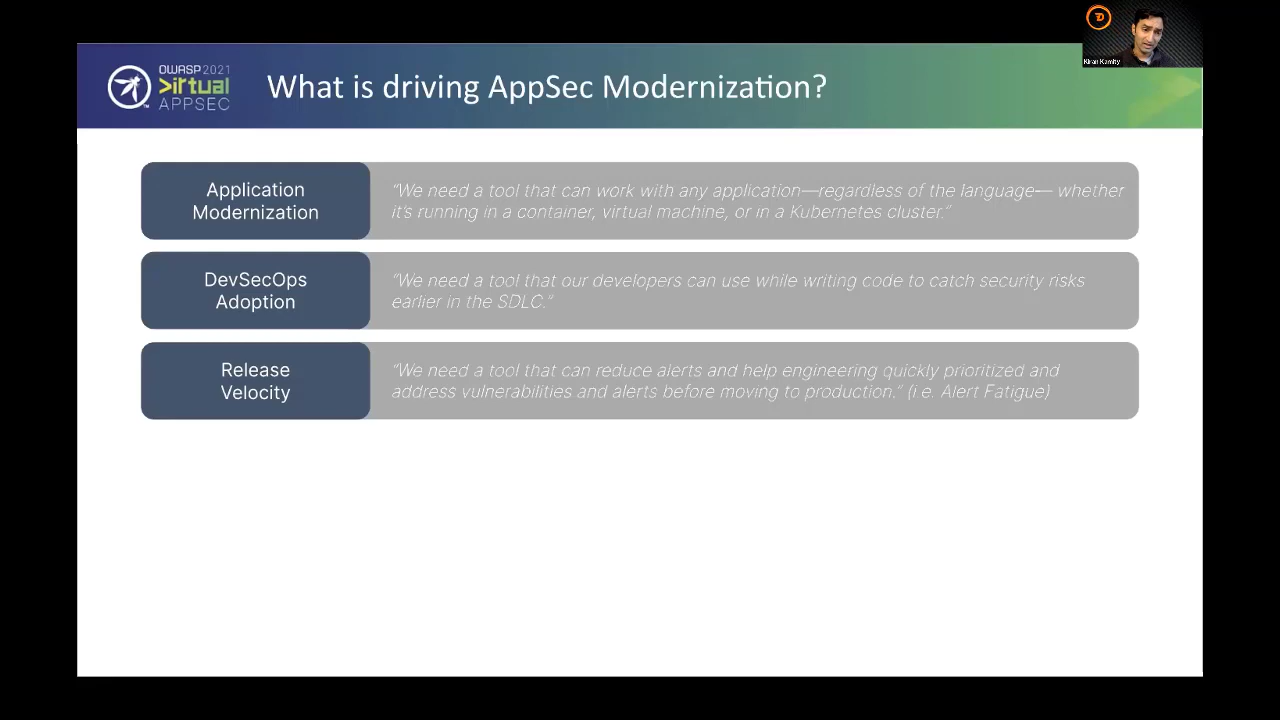 Kiran Kamity
OWASP 2021
>irtual
APPSEC
TM
What is driving AppSec Modernization?
Application
Modernization
“We need a tool that can work with any application—regardless of the language— whether
it's running in a container, virtual machine, or in a Kubernetes cluster.”
DevSecOps
Adoption
“We need a tool that our developers can use while writing code to catch security risks
earlier in the SDLC.”
Release
Velocity
“We need a tool that can reduce alerts and help engineering quickly prioritized and
address vulnerabilities and alerts before moving to production.” (i.e. Alert Fatigue)